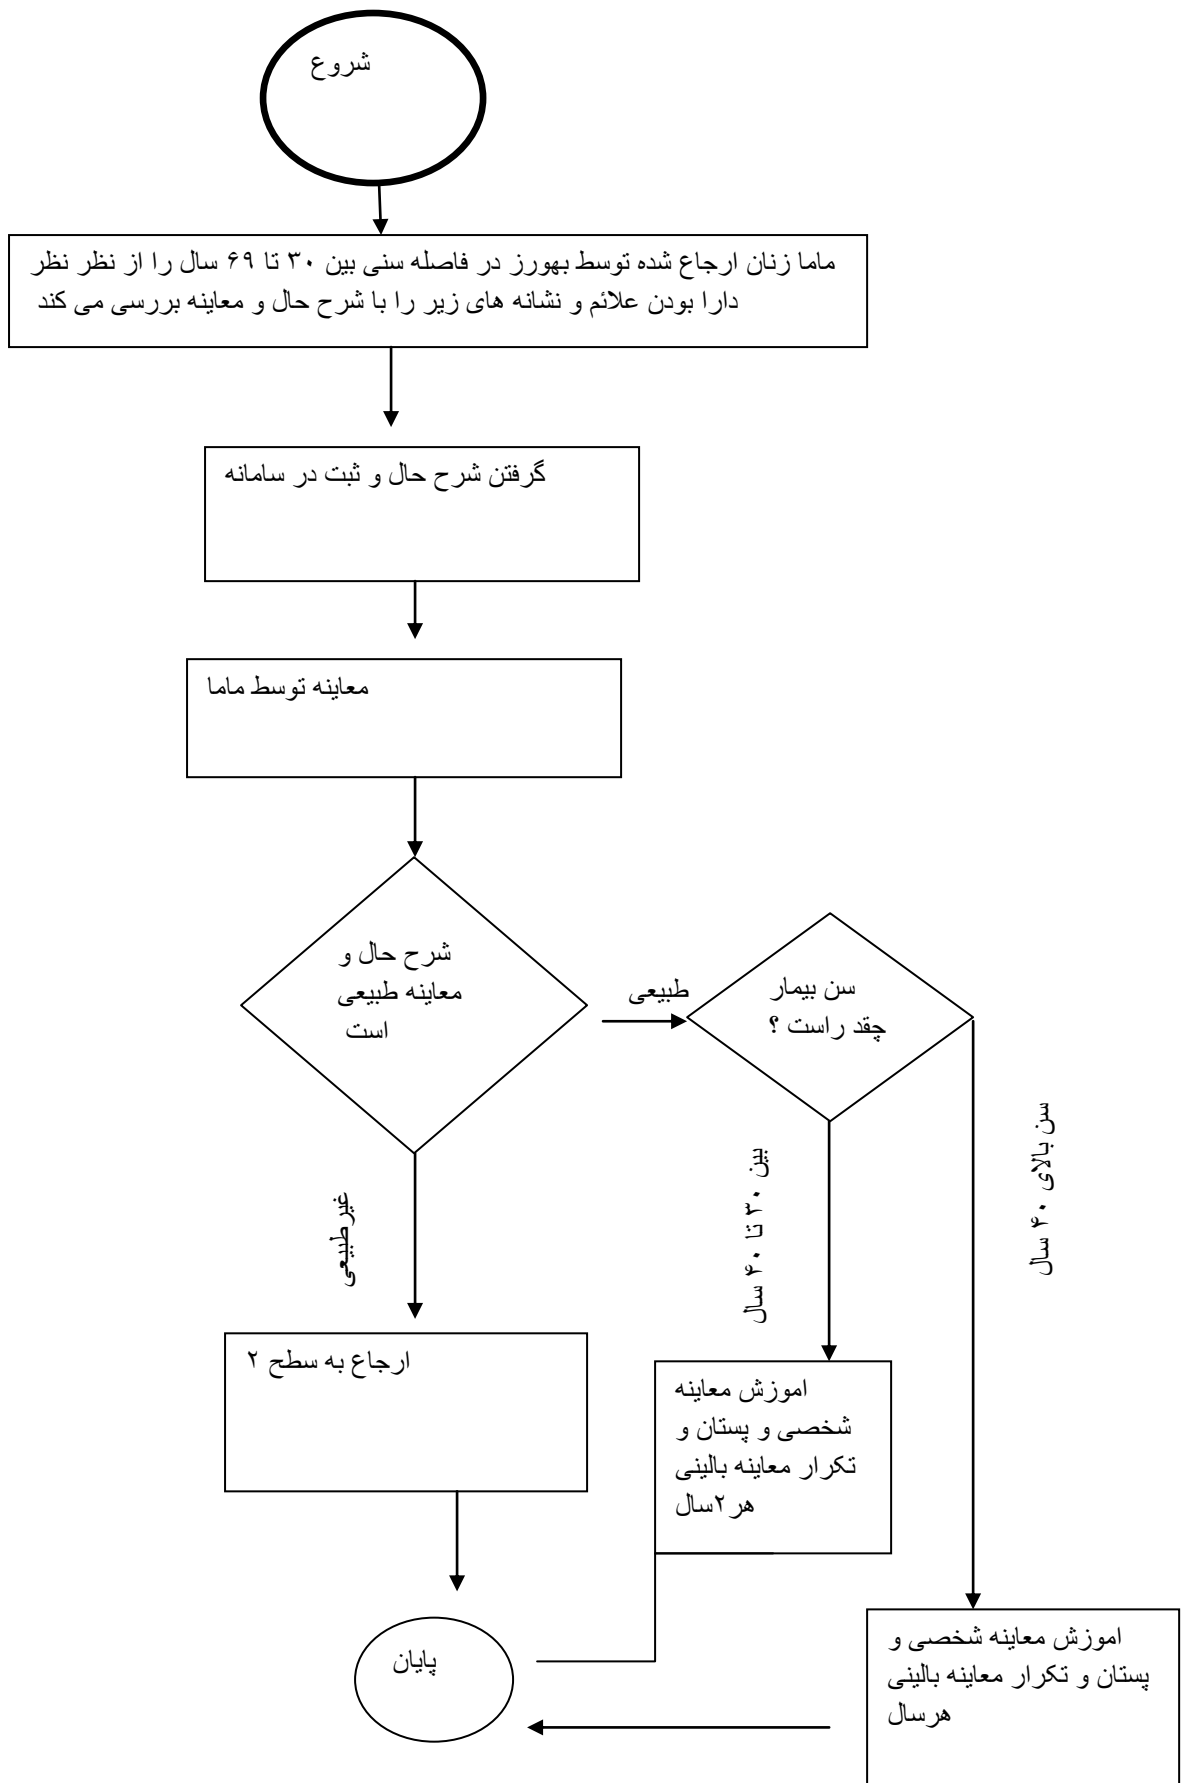 شروع
ماما زنان ارجاع شده توسط بهورز در فاصله سنی بین ۳۰ تا ۶۹ سال را از نظر نظر
دارا بودن علائم و نشانه های زیر را با شرح حال و معاینه بررسی می کند
گرفتن شرح حال و ثبت در سامانه
معاینه توسط ماما
شرح حال و
معاینه طبیعی
است
طبیعی
سن بیمار
چقد راست ؟
غیرطبیعی
بین ۳۰ تا ۴۰ سال
سن بالای ۴۰ سال
ارجاع به سطح ۲
اموزش معاینه
شخصی و پستان و
تکرار معاینه بالینی
هر۲سال
اموزش معاینه شخصی و
پستان و تکرار معاینه بالینی
هرسال
پایان